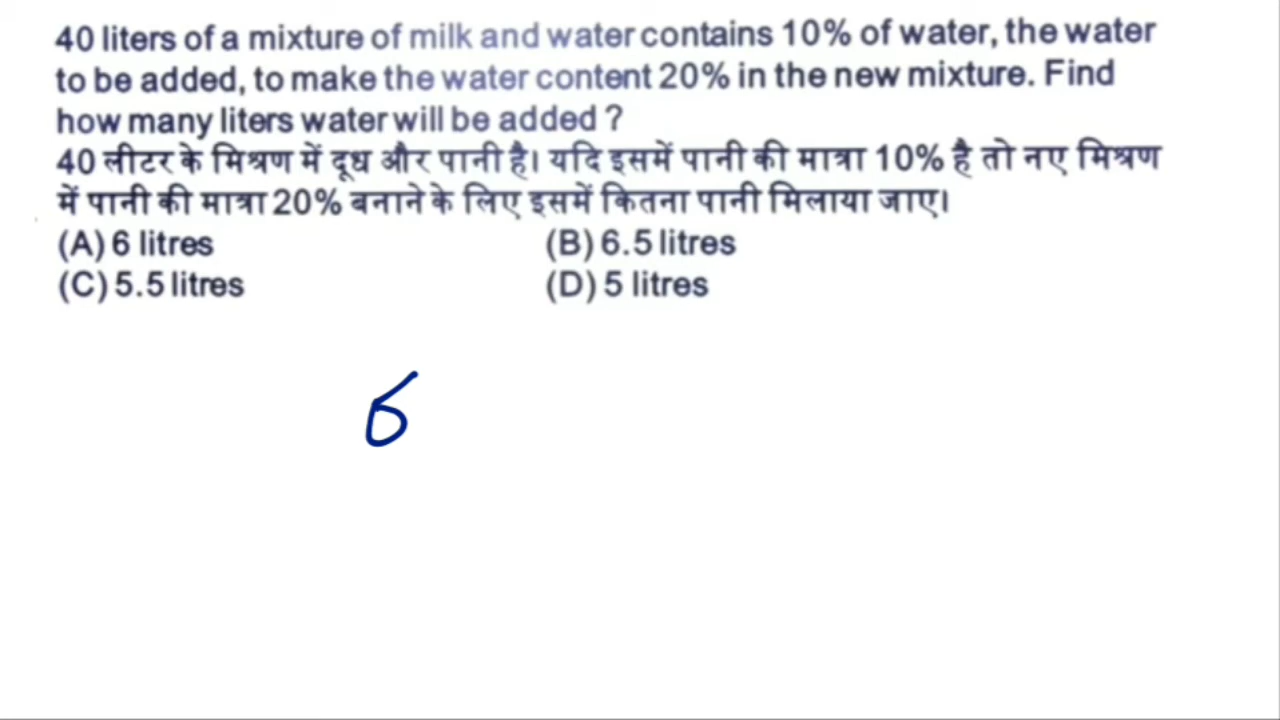 40 liters of a mixture of milk and water contains 10% of water, the water
to be added, to make the water content 20% in the new mixture. Find
how many liters water will be added ?
40 लीटर के मिश्रण में दूध और पानी है। यदि इसमें पानी की मात्रा 10% है तो नए मिश्रण
में पानी की मात्रा 20% बनाने के लिए इसमें कितना पानी मिलाया जाए।
(A) 6 litres (B) 6.5 litres
(C) 5.5 litres (D) 5 litres
6